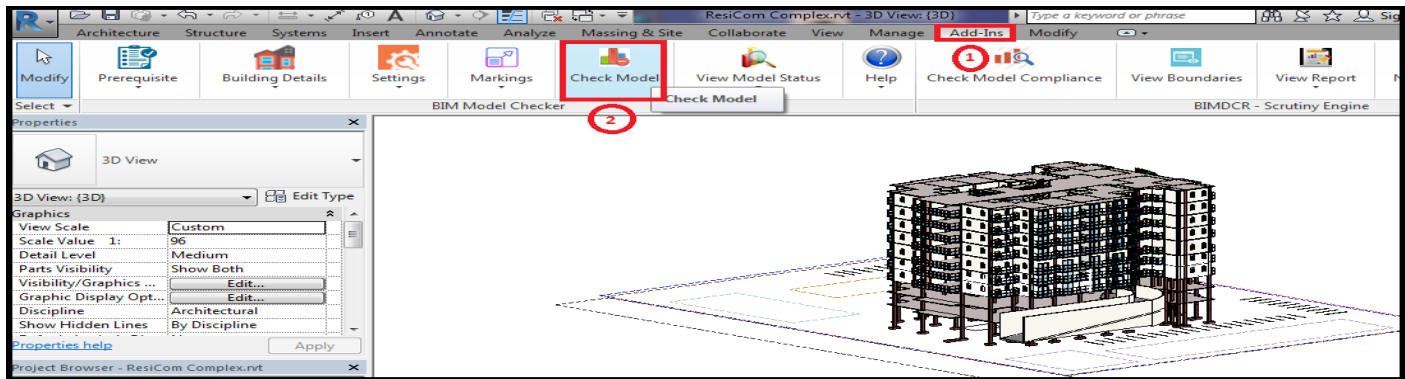 R A ResiCom Complex.rvt - 3D View: {3D} Type a keyword or phrase Sig
Architecture Structure Systems Insert Annotate Analyze Massing & Site Collaborate View Manage Add-Ins Modify
1
Modify Prerequisite Building Details Settings Markings Check Model View Model Status Help Check Model Compliance View Boundaries View Report
Select BIM Model Checker Check Model BIMDCR - Scrutiny Engine
2
Properties
3D View
3D View: {3D} Edit Type
Graphics
View Scale Custom
Scale Value 1: 96
Detail Level Medium
Parts Visibility Show Both
Visibility/Graphics ... Edit...
Graphic Display Opt... Edit...
Discipline Architectural
Show Hidden Lines By Discipline
Properties help Apply
Project Browser - ResiCom Complex.rvt